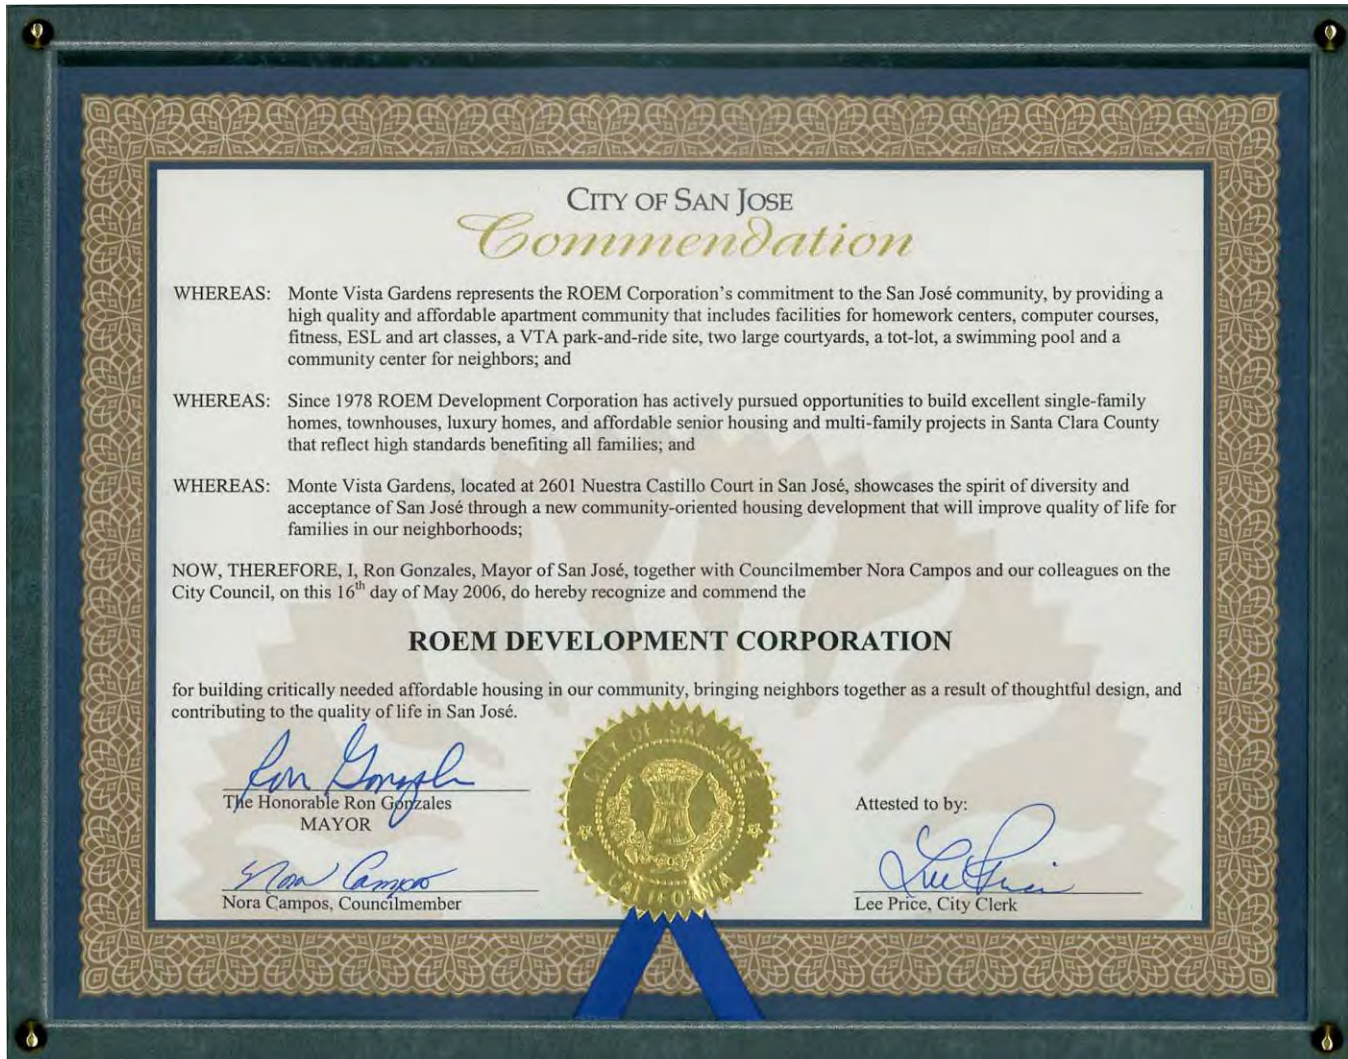 CITY OF SAN JOSE
Commendation
WHEREAS: Monte Vista Gardens represents the ROEM Corporation's commitment to the San José community, by providing a
high quality and affordable apartment community that includes facilities for homework centers, computer courses,
fitness, ESL and art classes, a VTA park-and-ride site, two large courtyards, a tot-lot, a swimming pool and a
community center for neighbors; and
WHEREAS: Since 1978 ROEM Development Corporation has actively pursued opportunities to build excellent single-family
homes, townhouses, luxury homes, and affordable senior housing and multi-family projects in Santa Clara County
that reflect high standards benefiting all families; and
WHEREAS: Monte Vista Gardens, located at 2601 Nuestra Castillo Court in San José, showcases the spirit of diversity and
acceptance of San José through a new community-oriented housing development that will improve quality of life for
families in our neighborhoods;
NOW, THEREFORE, I, Ron Gonzales, Mayor of San José, together with Councilmember Nora Campos and our colleagues on the
City Council, on this 16th day of May 2006, do hereby recognize and commend the
ROEM DEVELOPMENT CORPORATION
for building critically needed affordable housing in our community, bringing neighbors together as a result of thoughtful design, and
contributing to the quality of life in San José.
Ron Gonzales
The Honorable Ron Gonzales
MAYOR
Nora Campos
Nora Campos, Councilmember
CITY OF SAN JOSE
CALIFORNIA
Attested to by:
Lee Price
Lee Price, City Clerk